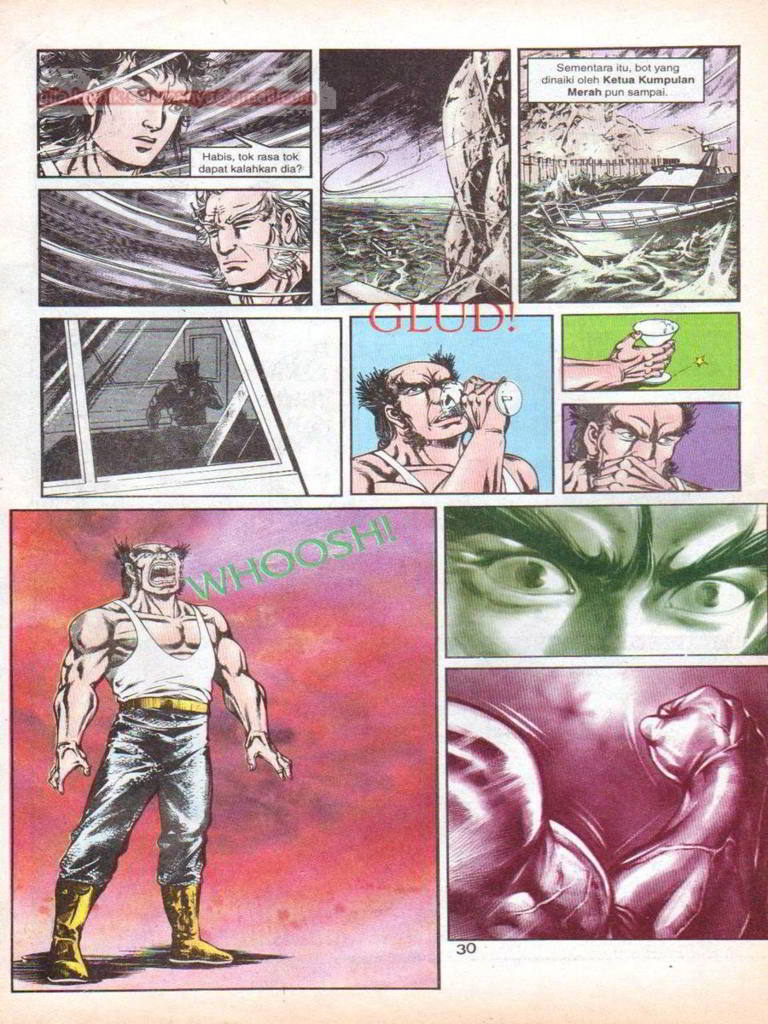 Habis, tok rasa tok
dapat kalahkan dia?
Sementara itu, bot yang
dinaiki oleh Ketua Kumpulan
Merah pun sampai.
GLUD!
WHOOSH!
30